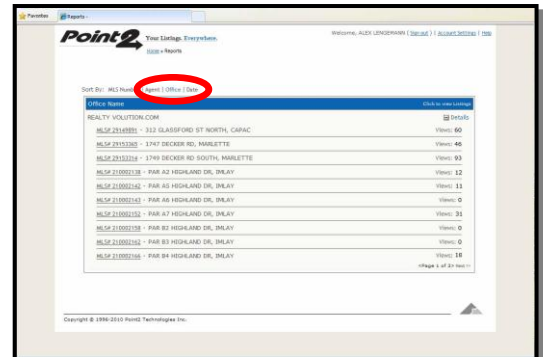 Favorites Reports -
Point2 Your Listings. Everywhere.
Welcome, ALEX LENGEMANN ( Sign out ) | Account Settings | Help
Home » Reports
Sort By: MLS Number | Agent | Office | Date
Office Name Click to view Listings
REALTY VOLUTION.COM Details
MLS# 29149891 - 312 GLASSFORD ST NORTH, CAPAC Views: 60
MLS# 29153365 - 1747 DECKER RD, MARLETTE Views: 46
MLS# 29153314 - 1749 DECKER RD SOUTH, MARLETTE Views: 93
MLS# 210002138 - PAR A2 HIGHLAND DR, IMLAY Views: 12
MLS# 210002142 - PAR A5 HIGHLAND DR, IMLAY Views: 11
MLS# 210002143 - PAR A6 HIGHLAND DR, IMLAY Views: 0
MLS# 210002152 - PAR A7 HIGHLAND DR, IMLAY Views: 31
MLS# 210002158 - PAR B2 HIGHLAND DR, IMLAY Views: 0
MLS# 210002162 - PAR B3 HIGHLAND DR, IMLAY Views: 0
MLS# 210002166 - PAR B4 HIGHLAND DR, IMLAY Views: 18
<Page 1 of 2>
Copyright © 1996-2010 Point2 Technologies Inc.